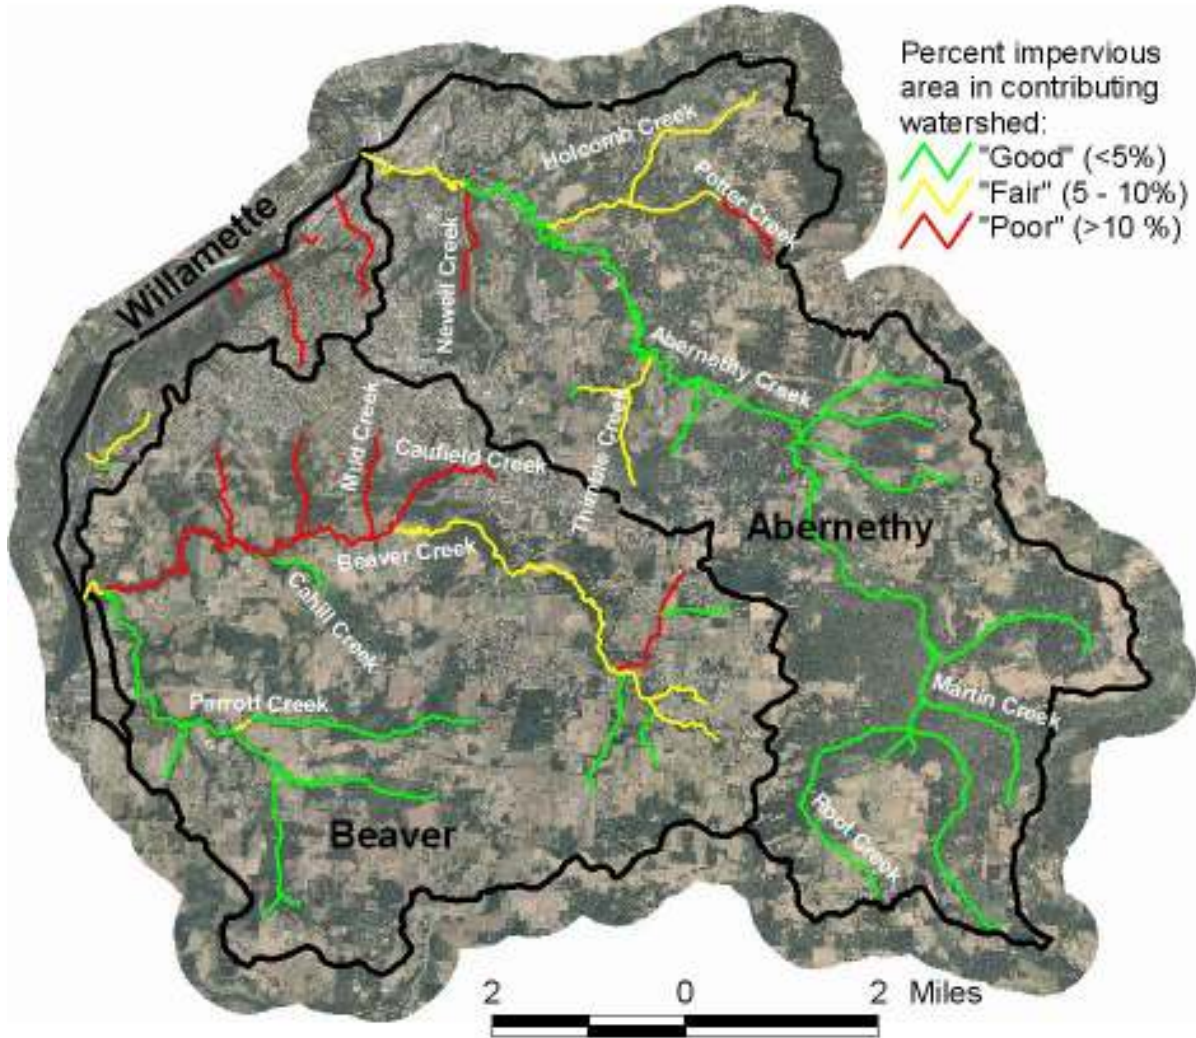 Percent impervious
area in contributing
watershed:
"Good" (<5%)
"Fair" (5 - 10%)
"Poor" (>10 %)
Holcomb Creek
Potter Creek
Willamette
Newell Creek
Abernethy Creek
Thimble Creek
Mud Creek
Caufield Creek
Abernethy
Beaver Creek
Cahill Creek
Parrott Creek
Martin Creek
Root Creek
Beaver
2 0 2 Miles